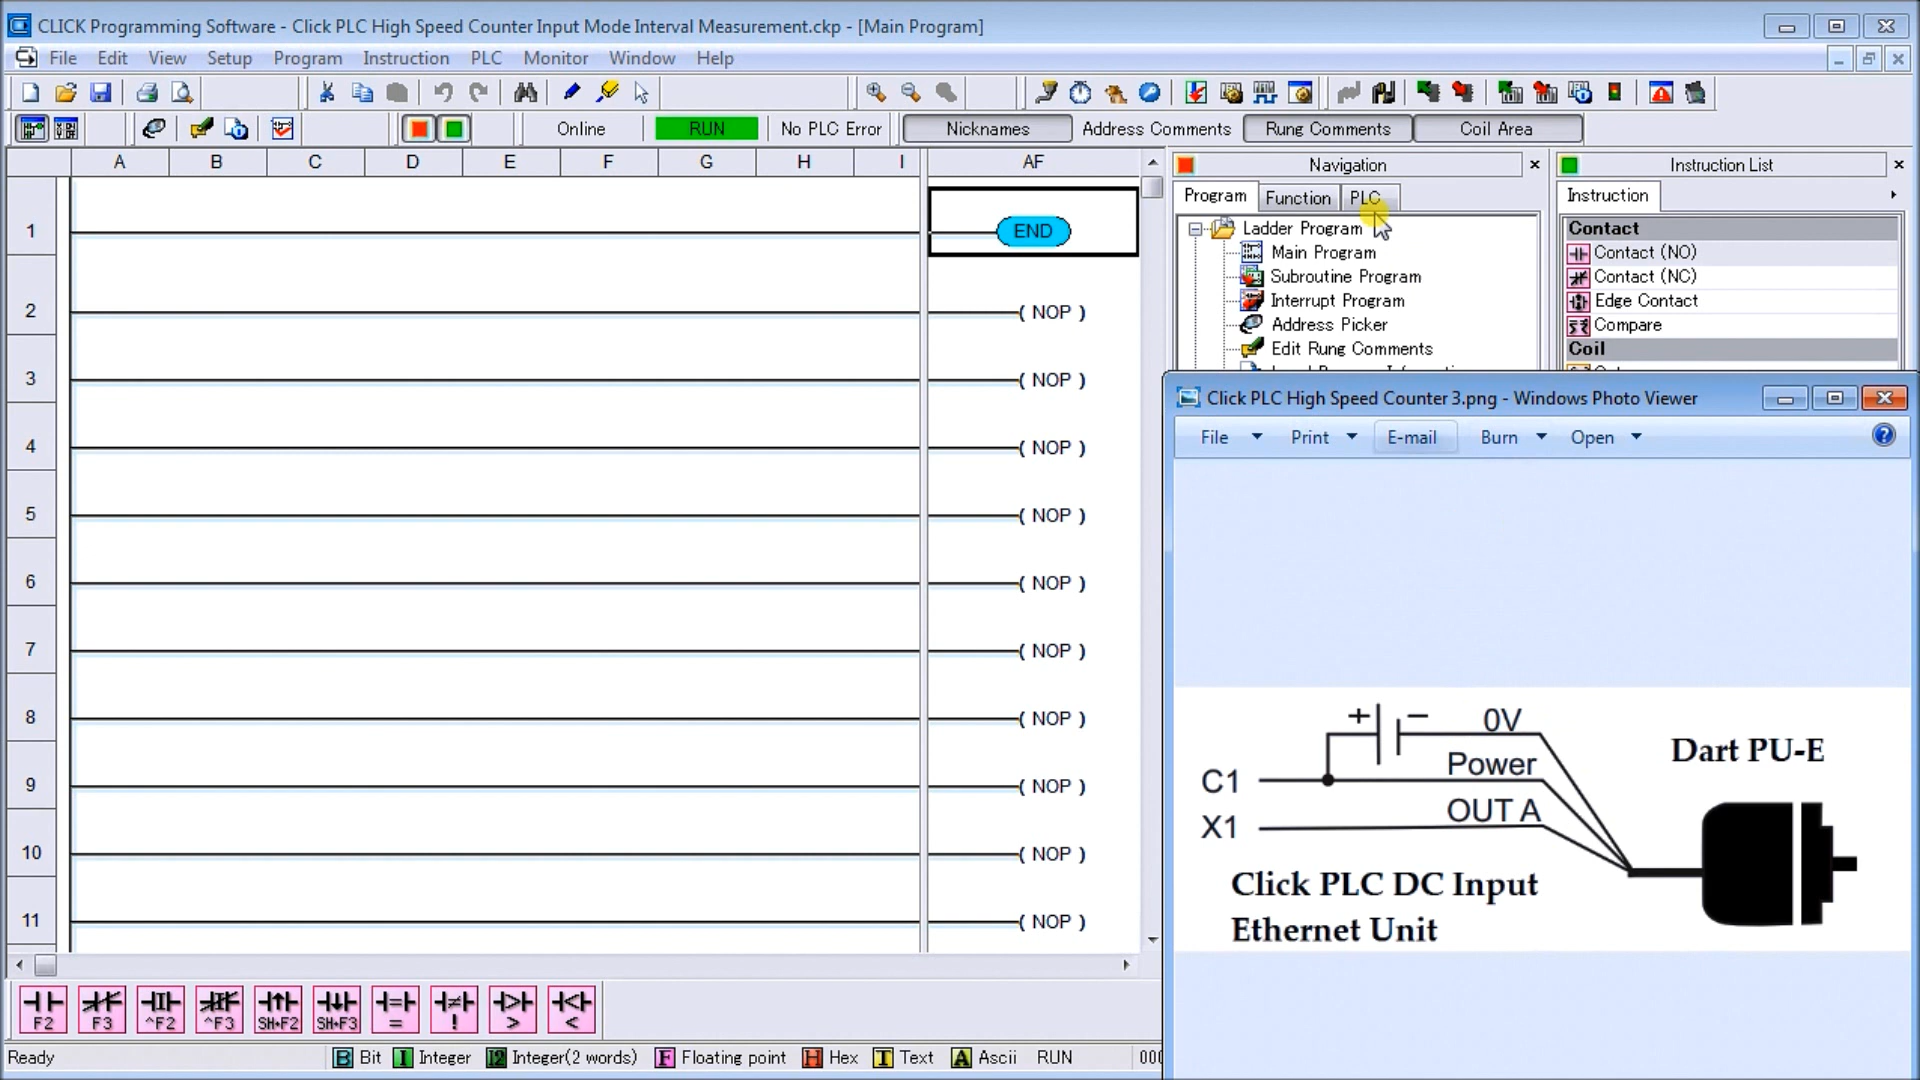 CLICK Programming Software - Click PLC High Speed Counter Input Mode Interval Measurement.ckp - [Main Program]
File Edit View Setup Program Instruction PLC Monitor Window Help
Online RUN No PLC Error Nicknames Address Comments Rung Comments Coil Area
A B C D E F G H I AF
1 END
2 ( NOP )
3 ( NOP )
4 ( NOP )
5 ( NOP )
6 ( NOP )
7 ( NOP )
8 ( NOP )
9 ( NOP )
10 ( NOP )
11 ( NOP )
Navigation
Program Function PLC
Ladder Program
Main Program
Subroutine Program
Interrupt Program
Address Picker
Edit Rung Comments
Instruction List
Instruction
Contact
Contact (NO)
Contact (NC)
Edge Contact
Compare
Coil
Click PLC High Speed Counter 3.png - Windows Photo Viewer
File Print E-mail Burn Open
+ - 0V
Power
C1
OUT A
X1
Dart PU-E
Click PLC DC Input
Ethernet Unit
F2 F3 ^F2 ^F3 SH+F2 SH+F3 = ! > <
Ready B Bit I Integer I2 Integer(2 words) F Floating point H Hex T Text A Ascii RUN